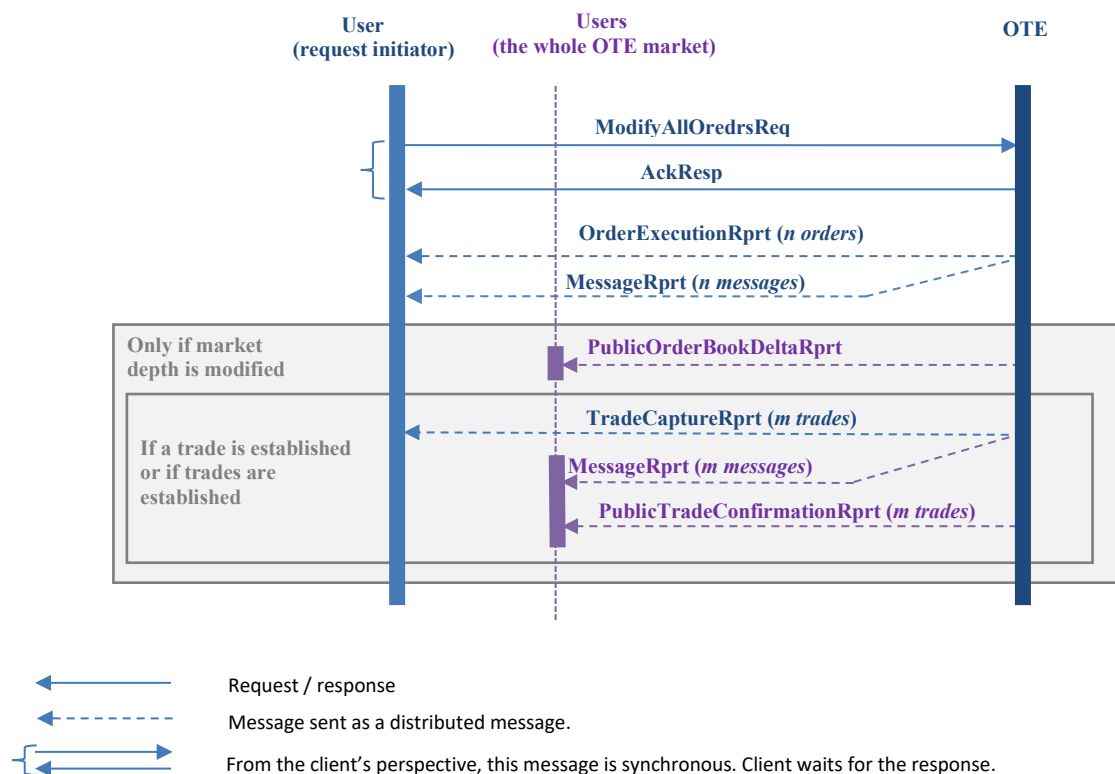 User
(request initiator)
Users
(the whole OTE market)
OTE
ModifyAllOredrsReq
AckResp
OrderExecutionRprt (n orders)
MessageRprt (n messages)
Only if market
depth is modified
PublicOrderBookDeltaRprt
TradeCaptureRprt (m trades)
If a trade is established
or if trades are
established
MessageRprt (m messages)
PublicTradeConfirmationRprt (m trades)
Request / response
Message sent as a distributed message.
From the client’s perspective, this message is synchronous. Client waits for the response.